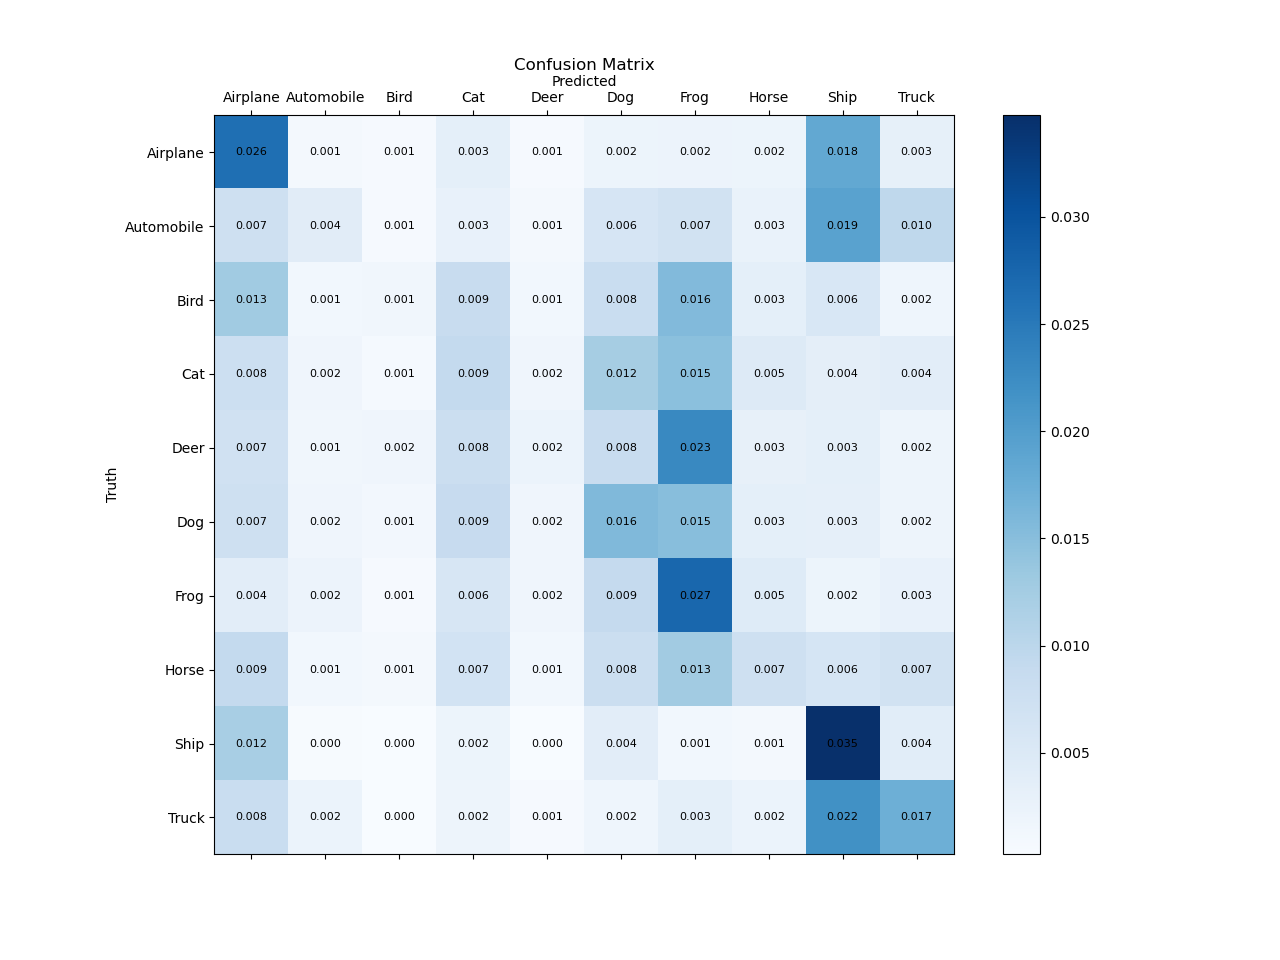 Confusion Matrix
Predicted
Airplane Automobile Bird Cat Deer Dog Frog Horse Ship Truck
Airplane 0.026 0.001 0.001 0.003 0.001 0.002 0.002 0.002 0.018 0.003
Automobile 0.007 0.004 0.001 0.003 0.001 0.006 0.007 0.003 0.019 0.010
Bird 0.013 0.001 0.001 0.009 0.001 0.008 0.016 0.003 0.006 0.002
Cat 0.008 0.002 0.001 0.009 0.002 0.012 0.015 0.005 0.004 0.004
Deer 0.007 0.001 0.002 0.008 0.002 0.008 0.023 0.003 0.003 0.002
Dog 0.007 0.002 0.001 0.009 0.002 0.016 0.015 0.003 0.003 0.002
Frog 0.004 0.002 0.001 0.006 0.002 0.009 0.027 0.005 0.002 0.003
Horse 0.009 0.001 0.001 0.007 0.001 0.008 0.013 0.007 0.006 0.007
Ship 0.012 0.000 0.000 0.002 0.000 0.004 0.001 0.001 0.035 0.004
Truck 0.008 0.002 0.000 0.002 0.001 0.002 0.003 0.002 0.022 0.017
Truth
0.030
0.025
0.020
0.015
0.010
0.005